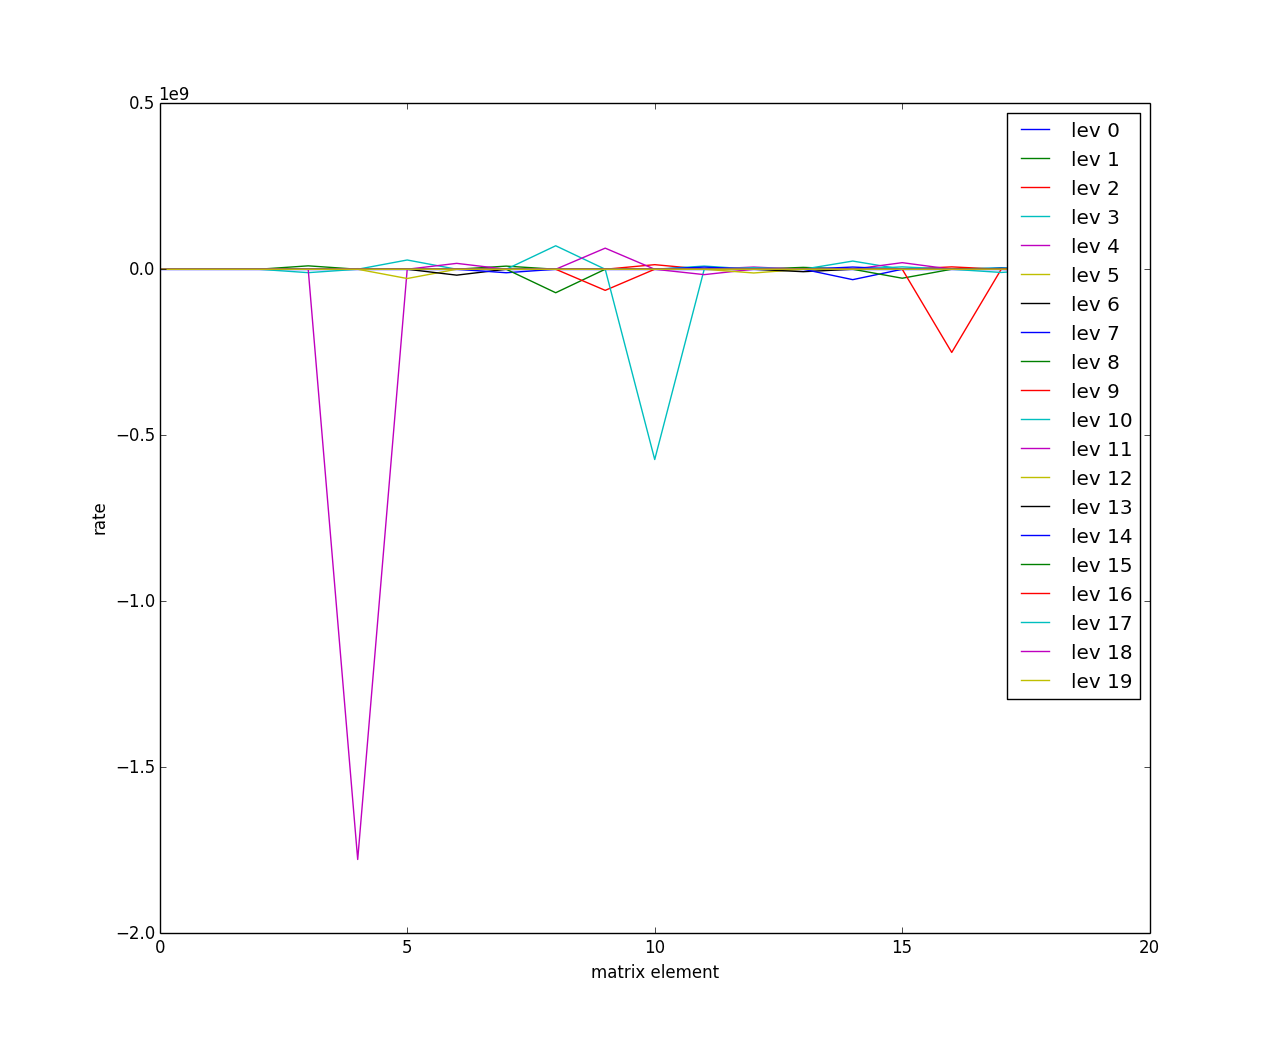 1e9
0.5
0.0
−0.5
−1.0
−1.5
−2.0
rate
0 5 10 15 20
matrix element
lev 0
lev 1
lev 2
lev 3
lev 4
lev 5
lev 6
lev 7
lev 8
lev 9
lev 10
lev 11
lev 12
lev 13
lev 14
lev 15
lev 16
lev 17
lev 18
lev 19